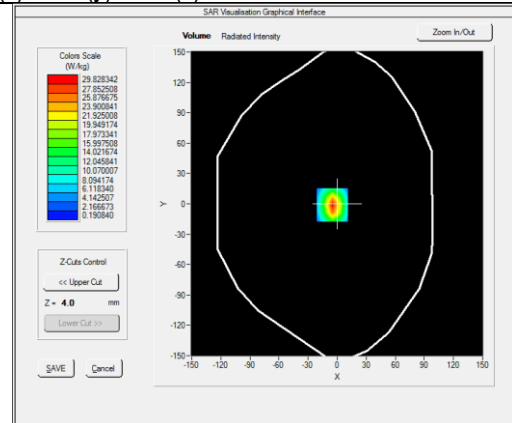 SAR Visualisation Graphical Interface
Volume Radiated Intensity
Zoom In/Out
Colors Scale
(W/kg)
29.828342
27.852508
25.876675
23.900841
21.925008
19.949174
17.973341
15.997508
14.021674
12.045841
10.070007
8.094174
6.118340
4.142507
2.166673
0.190840
Z-Cuts Control
<< Upper Cut
Z = 4.0 mm
Lower Cut >>
SAVE
Cancel
150
120
90
60
30
Y 0
-30
-60
-90
-120
-150
-150 -120 -90 -60 -30 0 30 60 90 120 150
X